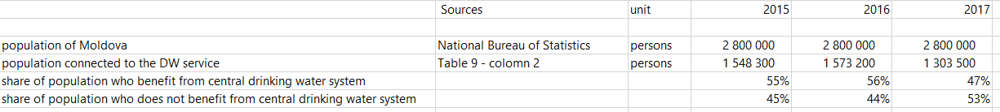 Sources unit 2015 2016 2017
population of Moldova National Bureau of Statistics persons 2 800 000 2 800 000 2 800 000
population connected to the DW service Table 9 - colomn 2 persons 1 548 300 1 573 200 1 303 500
share of population who benefit from central drinking water system 55% 56% 47%
share of population who does not benefit from central drinking water system 45% 44% 53%